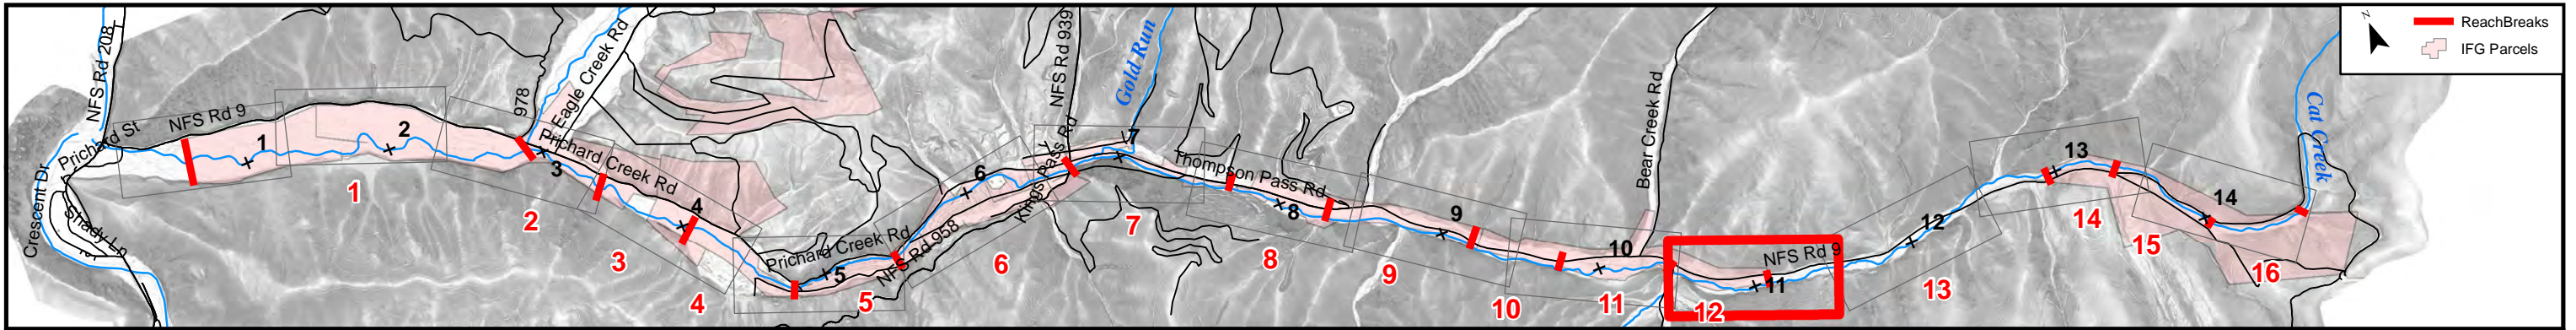 NFS Rd 208
Prichard St
NFS Rd 9
Crescent Dr
Shady Lp
1
2
1
978
Eagle Creek Rd
Prichard Creek Rd
3
2
3
4
4
Prichard Creek Rd
5
5
NFS Rd 958
6
6
Kings Pass Rd
NFS Rd 939
Gold Run
7
7
Thompson Pass Rd
8
8
9
9
10
10
11
Bear Creek Rd
NFS Rd 9
11
12
12
13
13
14
14
15
16
Cat Creek
N
ReachBreaks
IFG Parcels